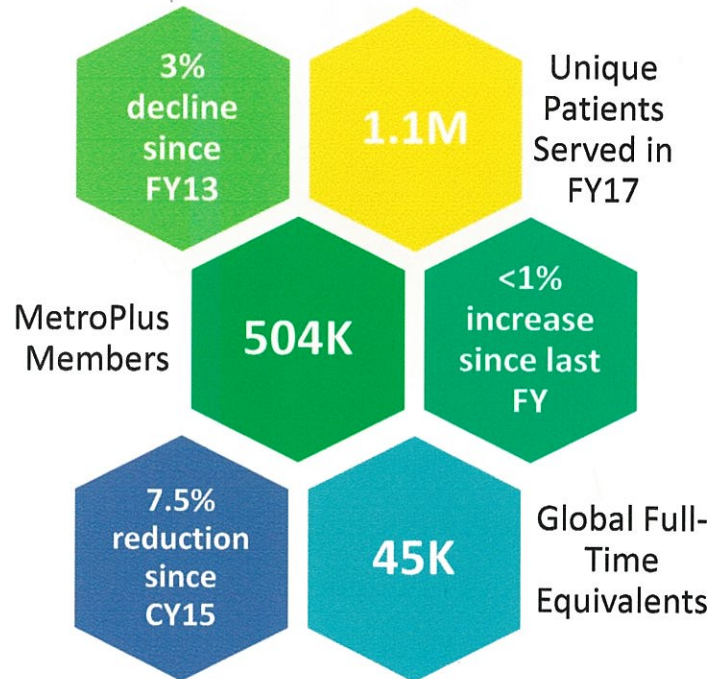 3%
decline
since
FY13
1.1M
Unique
Patients
Served in
FY17
MetroPlus
Members
504K
<1%
increase
since last
FY
7.5%
reduction
since
CY15
45K
Global Full-
Time
Equivalents